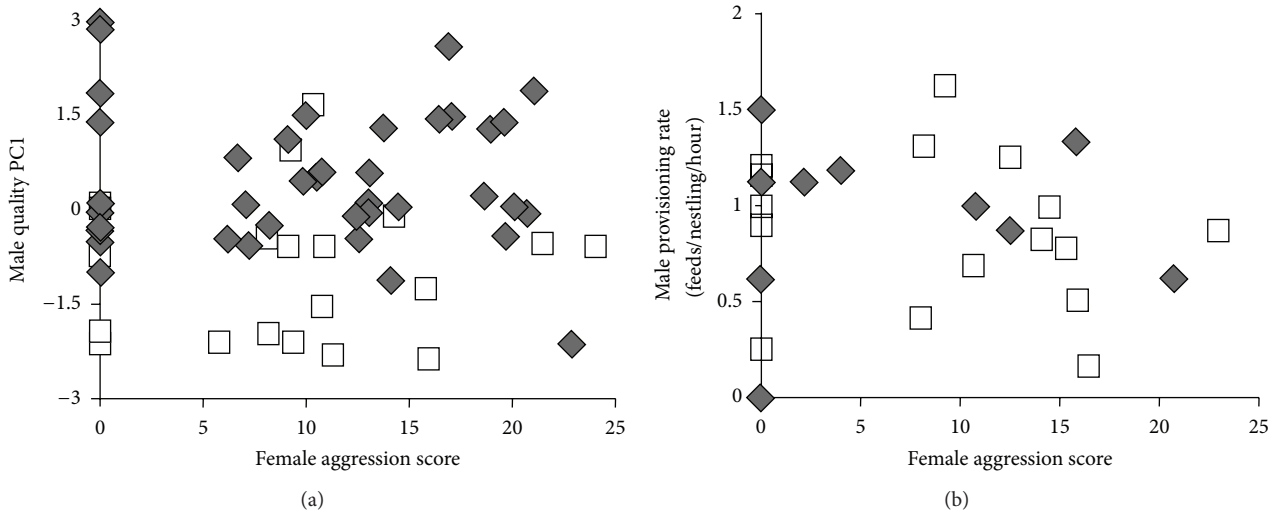 3
1.5
0
−1.5
−3
Male quality PC1
0 5 10 15 20 25
Female aggression score
(a)
2
1.5
1
0.5
0
Male provisioning rate
(feeds/nestling/hour)
0 5 10 15 20 25
Female aggression score
(b)